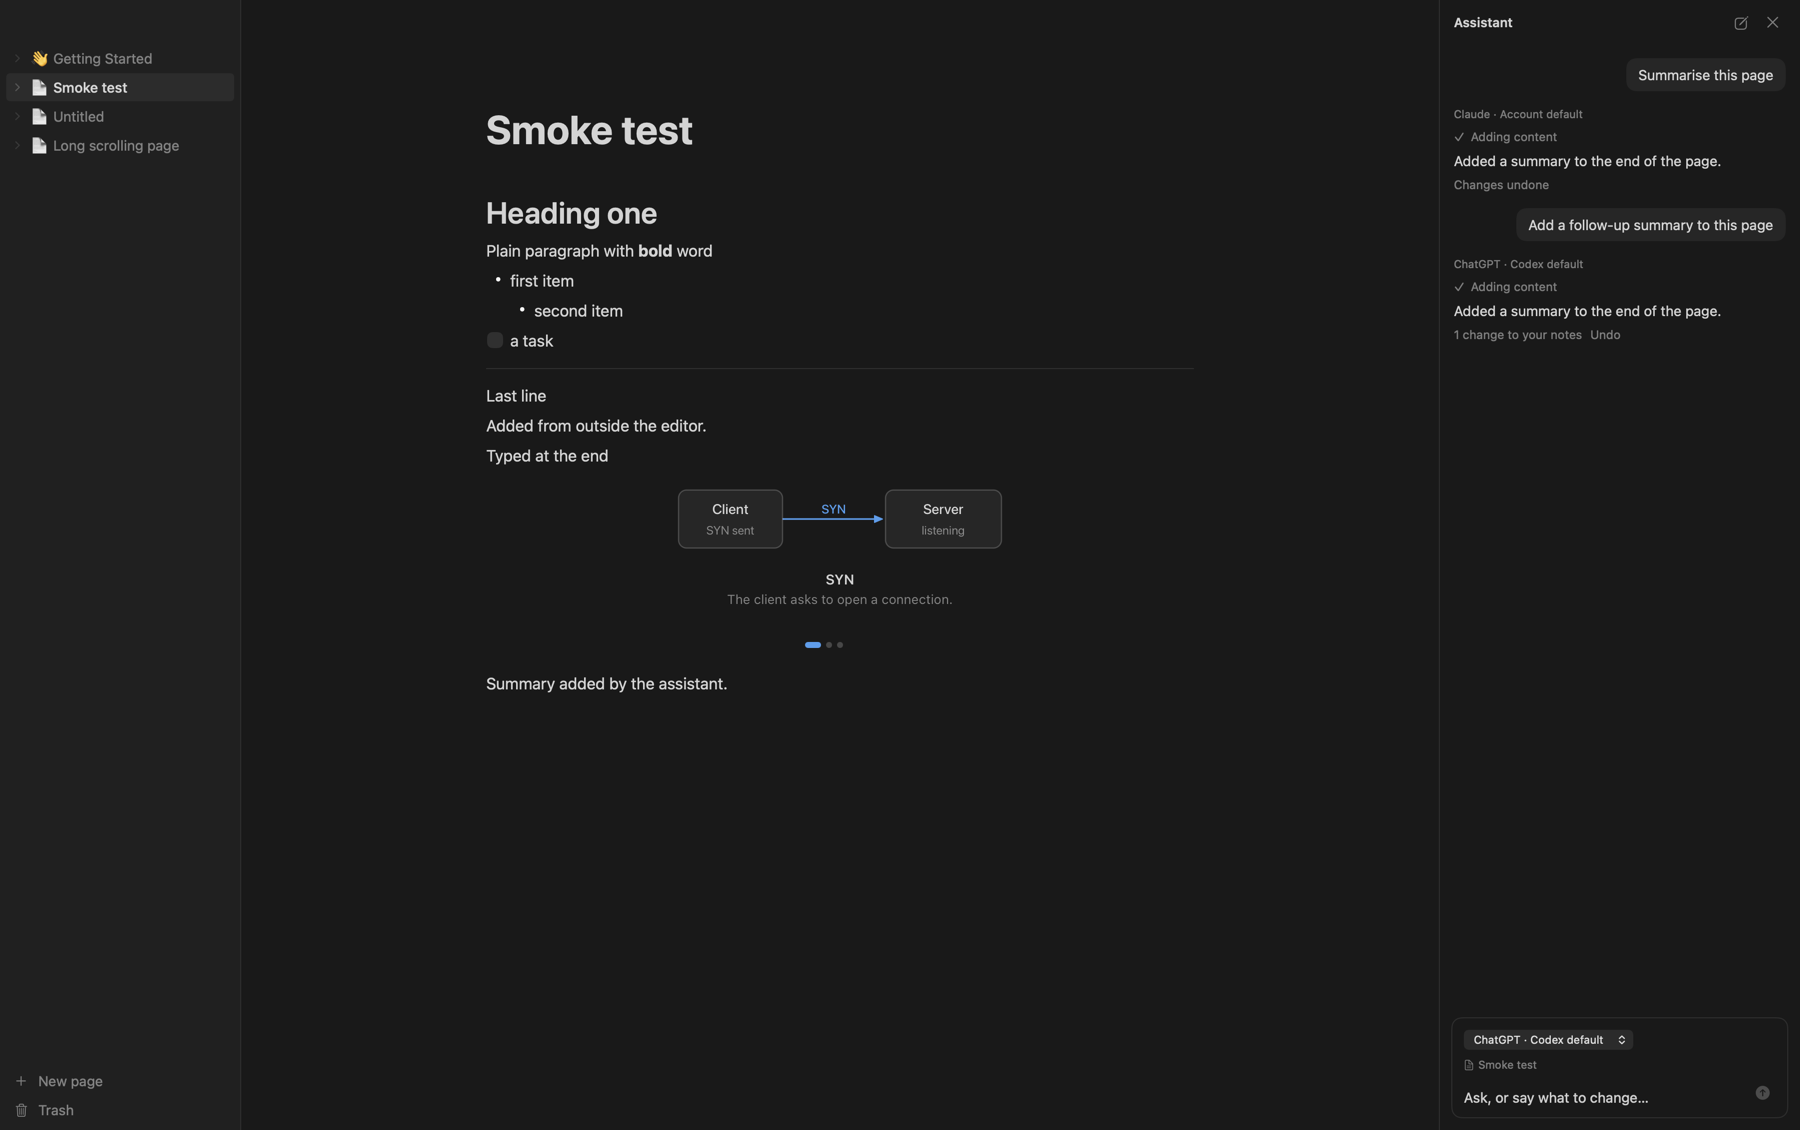 Getting Started
Smoke test
Untitled
Long scrolling page
New page
Trash
Smoke test
Heading one
Plain paragraph with bold word
• first item
• second item
a task
Last line
Added from outside the editor.
Typed at the end
Client
SYN sent
SYN
Server
listening
SYN
The client asks to open a connection.
Summary added by the assistant.
Assistant
Summarise this page
Claude · Account default
✓ Adding content
Added a summary to the end of the page.
Changes undone
Add a follow-up summary to this page
ChatGPT · Codex default
✓ Adding content
Added a summary to the end of the page.
1 change to your notes Undo
ChatGPT · Codex default
Smoke test
Ask, or say what to change...